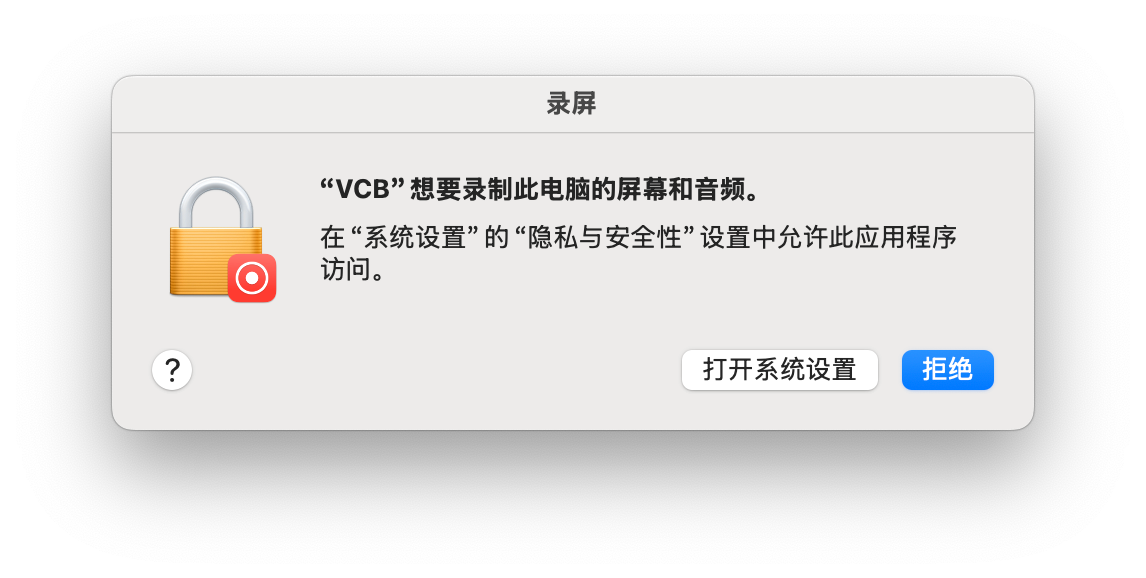 录屏
“VCB” 想要录制此电脑的屏幕和音频。
在 “系统设置” 的 “隐私与安全性” 设置中允许此应用程序
访问。
?
打开系统设置
拒绝